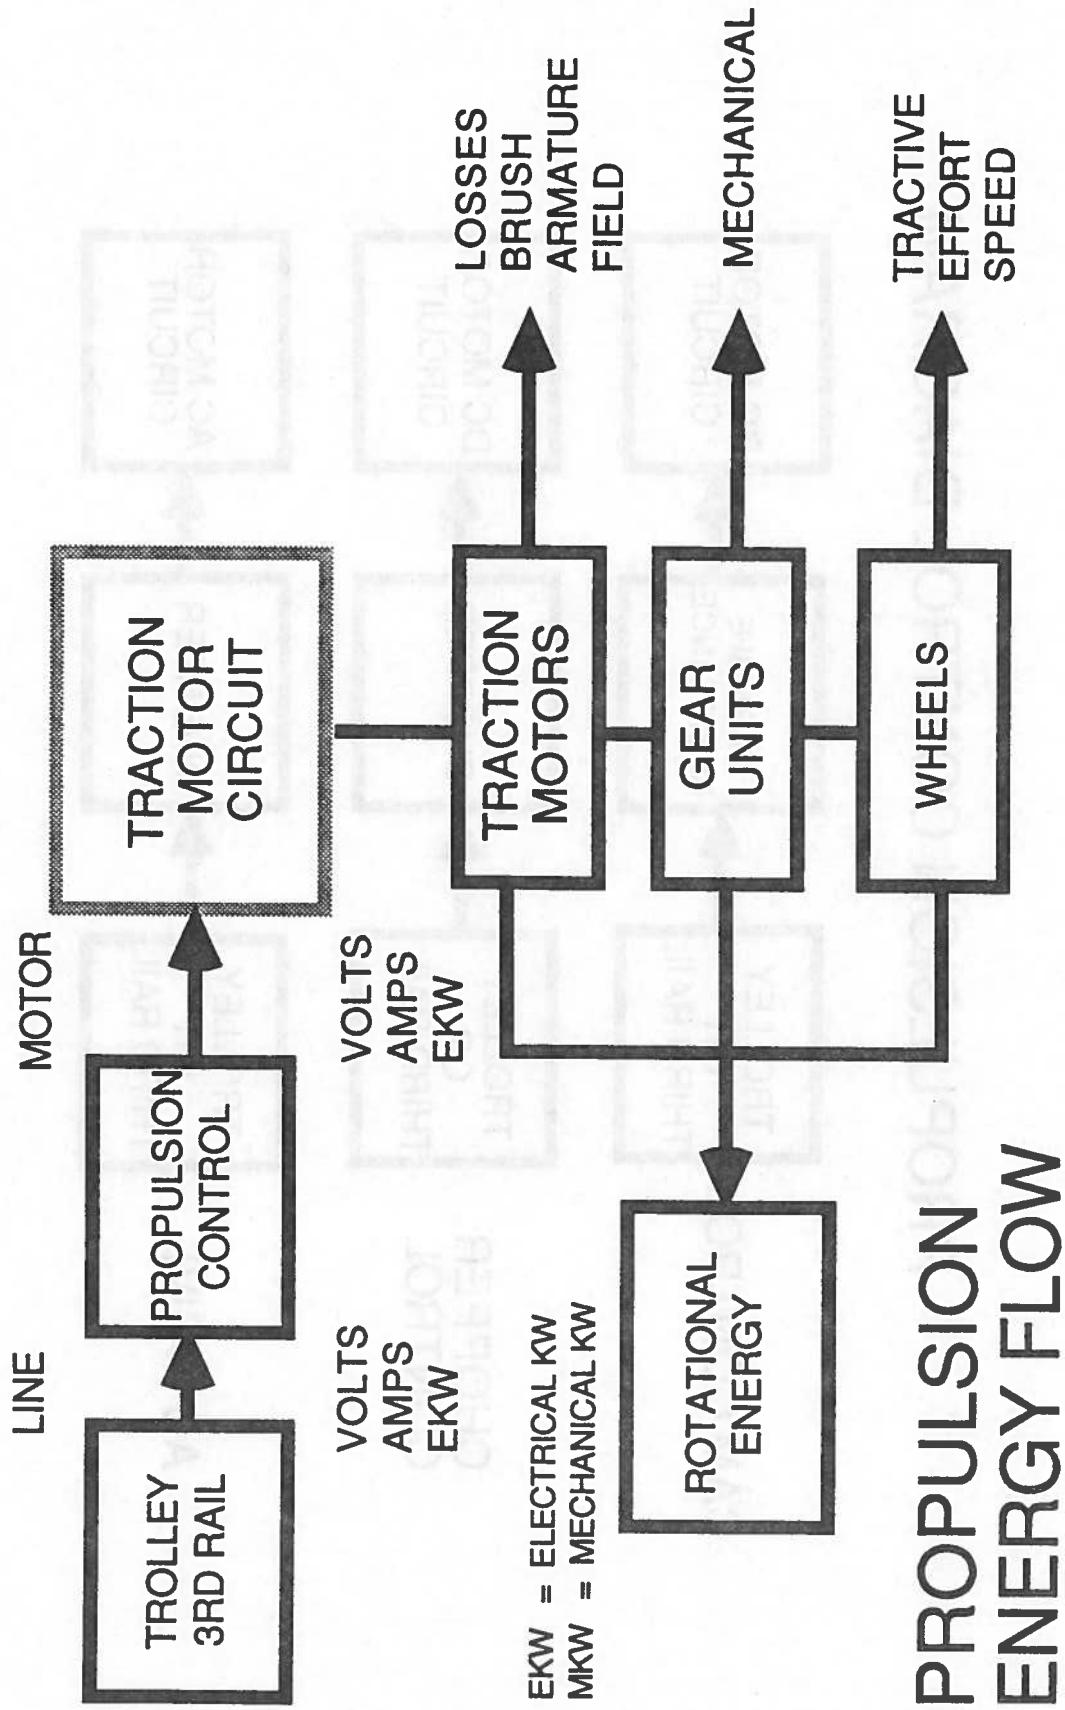 LINE
MOTOR
TROLLEY
3RD RAIL
PROPULSION
CONTROL
TRACTION
MOTOR
CIRCUIT
VOLTS
AMPS
EKW
VOLTS
AMPS
EKW
TRACTION
MOTORS
LOSSES
BRUSH
ARMATURE
FIELD
EKW = ELECTRICAL KW
MKW = MECHANICAL KW
GEAR
UNITS
MECHANICAL
ROTATIONAL
ENERGY
WHEELS
TRACTIVE
EFFORT
SPEED
PROPULSION
ENERGY FLOW